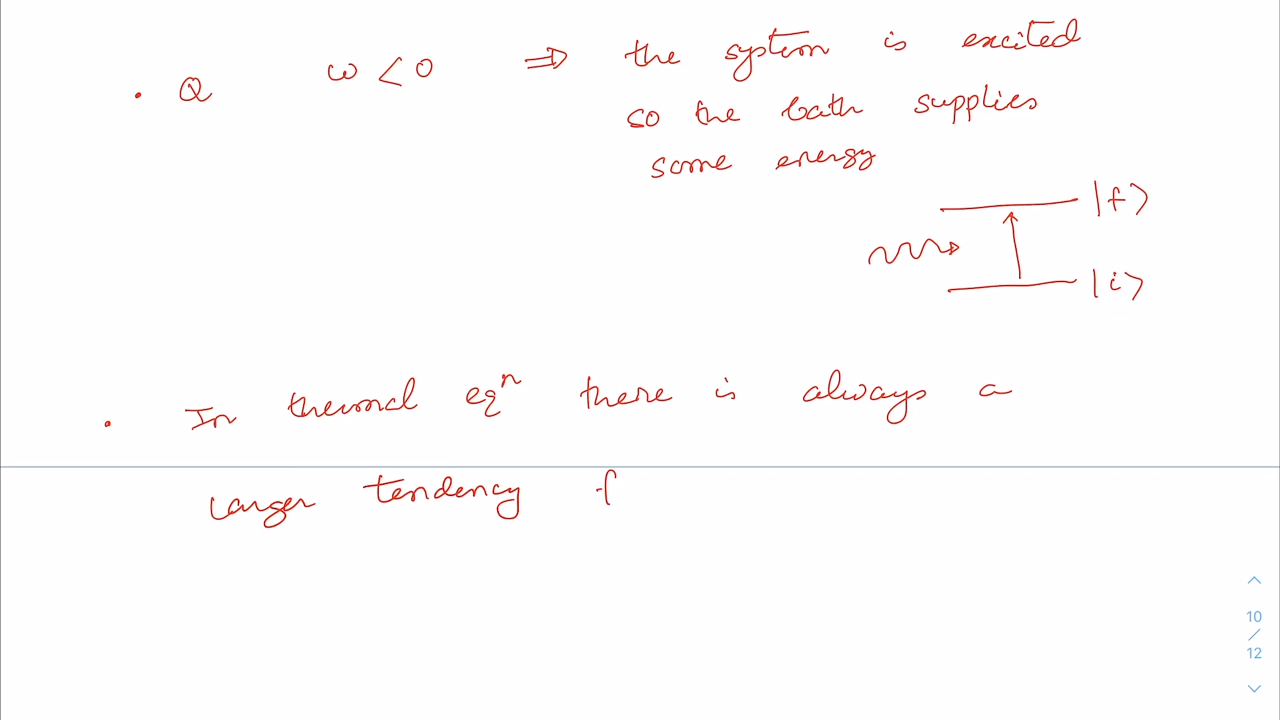 • Q ω < 0 ⇒ the system is excited
so the bath supplies
some energy
|f⟩
|i⟩
• In thermal eqⁿ there is always a
larger tendency f
10
/
12